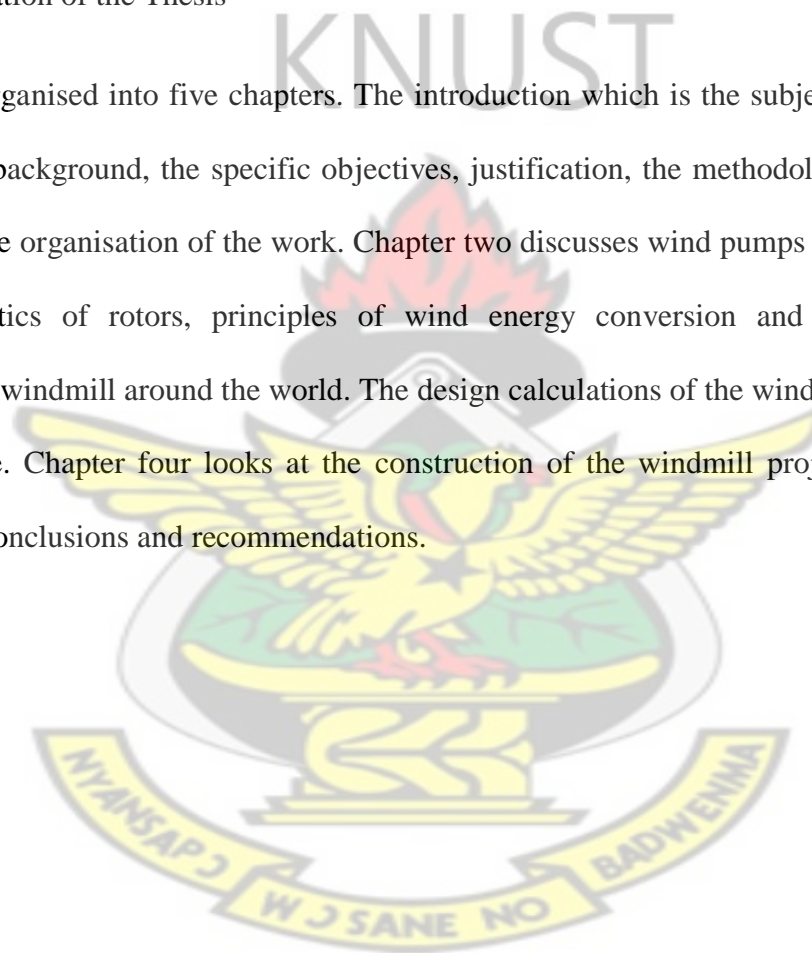 ation of the Thesis
KNUST
ganised into five chapters. The introduction which is the subje
background, the specific objectives, justification, the methodol
e organisation of the work. Chapter two discusses wind pumps
tics of rotors, principles of wind energy conversion and
windmill around the world. The design calculations of the wind
e. Chapter four looks at the construction of the windmill proj
onclusions and recommendations.
NYANSAPƆ
WƆ SANE NO
BADWENMA